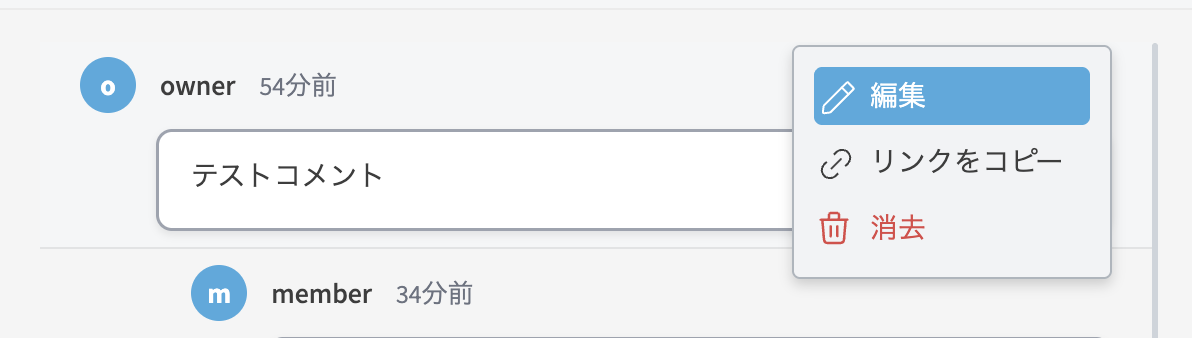 o owner 54分前
テストコメント
編集
リンクをコピー
消去
m member 34分前